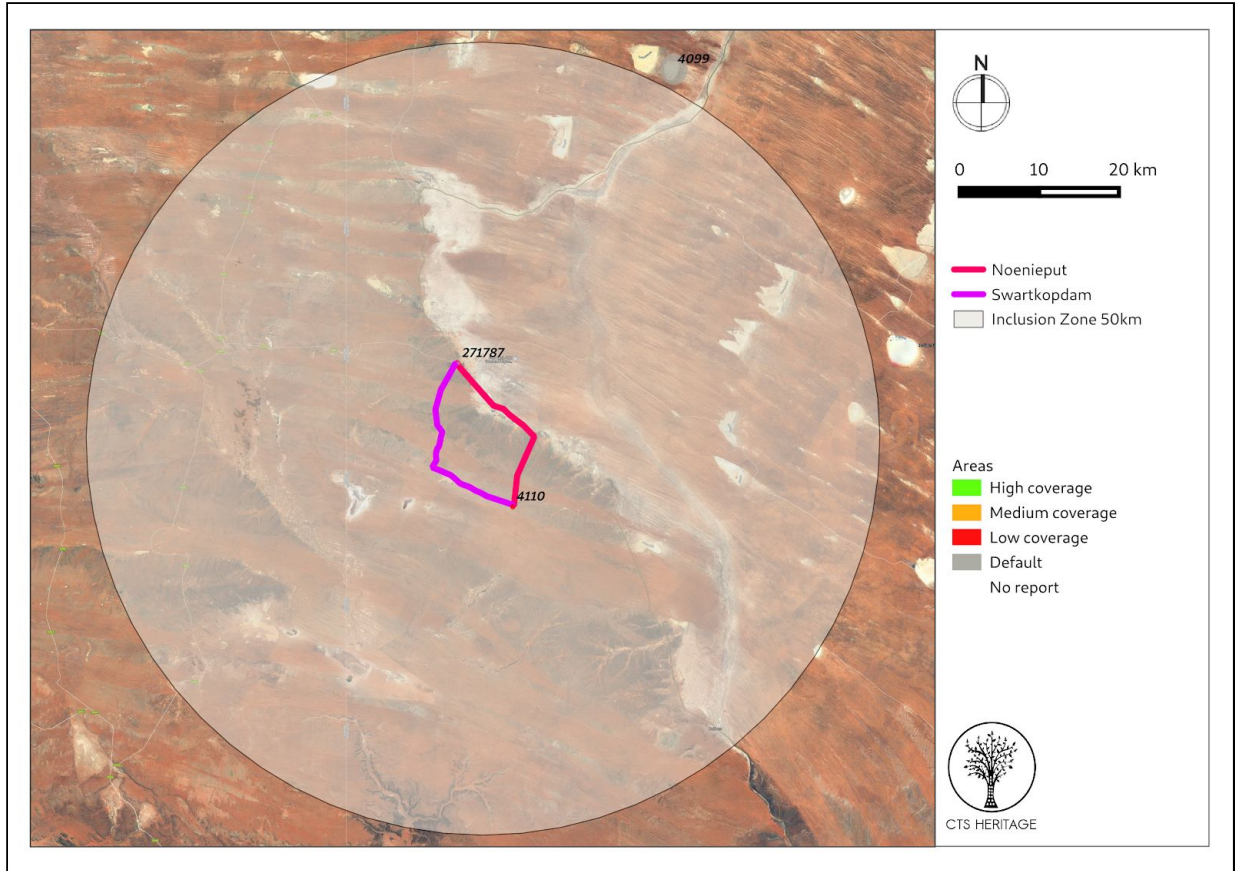 4099
271787
4110
N
0 10 20 km
Noenieput
Swartkopdam
Inclusion Zone 50km
Areas
High coverage
Medium coverage
Low coverage
Default
No report
CTS HERITAGE